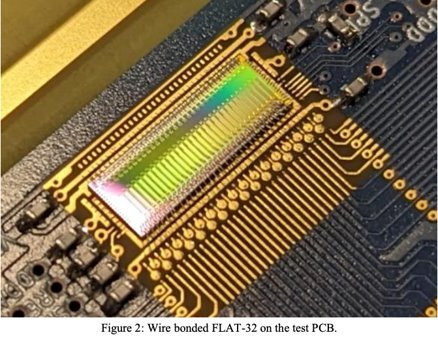 Figure 2: Wire bonded FLAT-32 on the test PCB.